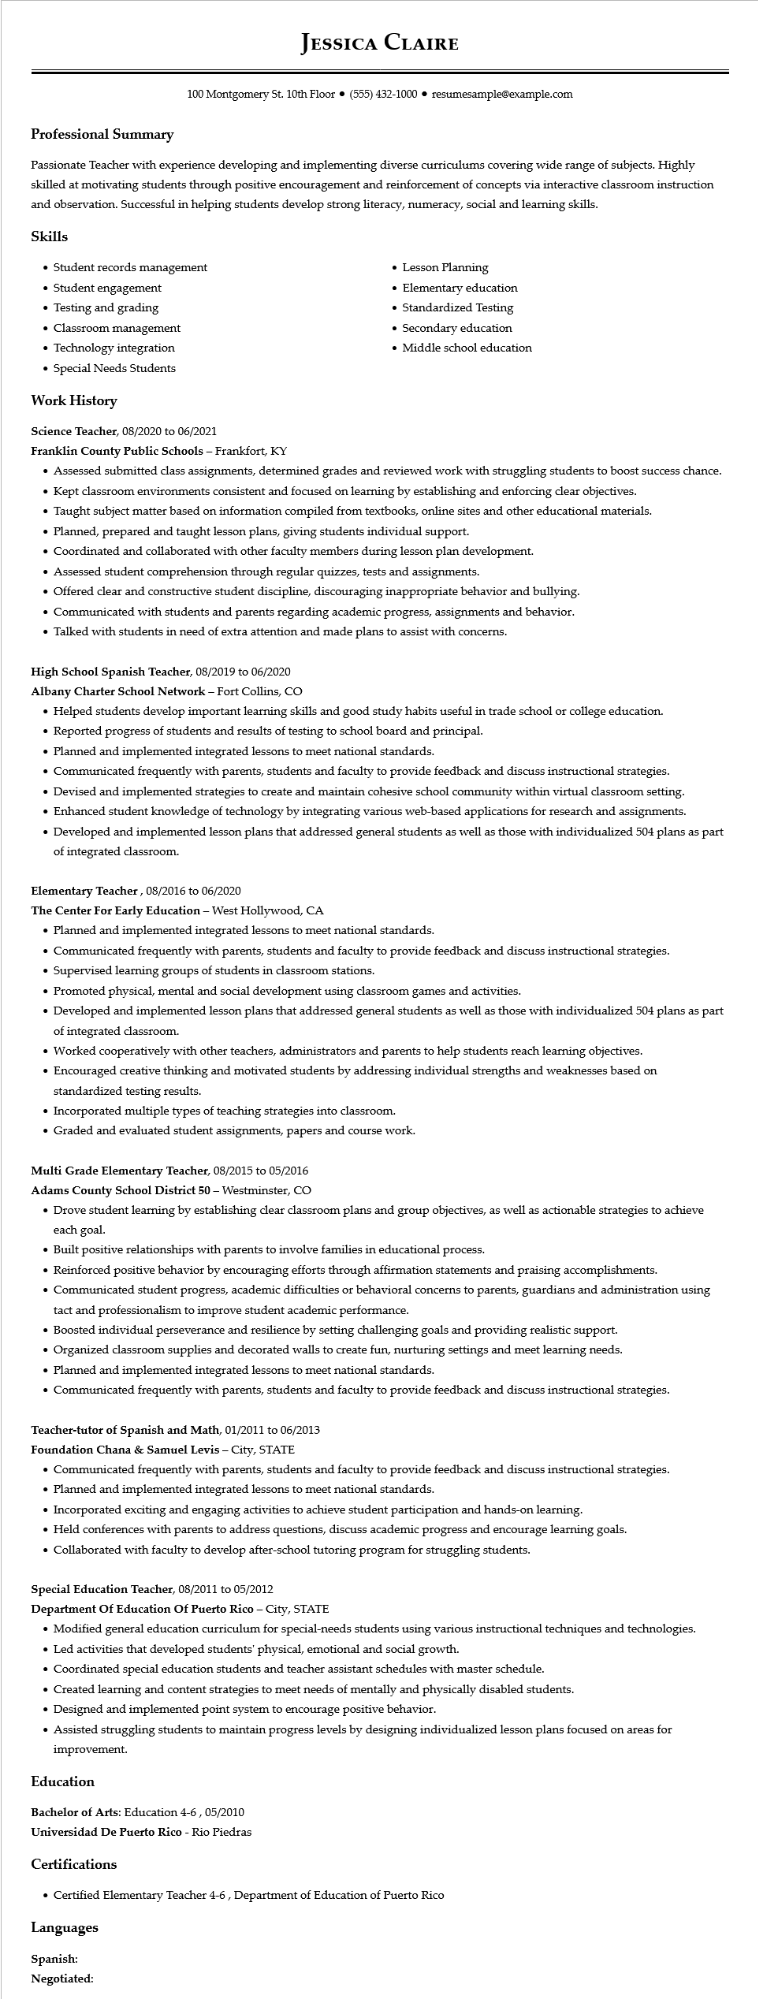 Jessica Claire
100 Montgomery St. 10th Floor ● (555) 432-1000 ● resumesample@example.com
Professional Summary
Passionate Teacher with experience developing and implementing diverse curriculums covering wide range of subjects. Highly
skilled at motivating students through positive encouragement and reinforcement of concepts via interactive classroom instruction
and observation. Successful in helping students develop strong literacy, numeracy, social and learning skills.
Skills
• Student records management
• Student engagement
• Testing and grading
• Classroom management
• Technology integration
• Special Needs Students
• Lesson Planning
• Elementary education
• Standardized Testing
• Secondary education
• Middle school education
Work History
Science Teacher, 08/2020 to 06/2021
Franklin County Public Schools – Frankfort, KY
• Assessed submitted class assignments, determined grades and reviewed work with struggling students to boost success chance.
• Kept classroom environments consistent and focused on learning by establishing and enforcing clear objectives.
• Taught subject matter based on information compiled from textbooks, online sites and other educational materials.
• Planned, prepared and taught lesson plans, giving students individual support.
• Coordinated and collaborated with other faculty members during lesson plan development.
• Assessed student comprehension through regular quizzes, tests and assignments.
• Offered clear and constructive student discipline, discouraging inappropriate behavior and bullying.
• Communicated with students and parents regarding academic progress, assignments and behavior.
• Talked with students in need of extra attention and made plans to assist with concerns.
High School Spanish Teacher, 08/2019 to 06/2020
Albany Charter School Network – Fort Collins, CO
• Helped students develop important learning skills and good study habits useful in trade school or college education.
• Reported progress of students and results of testing to school board and principal.
• Planned and implemented integrated lessons to meet national standards.
• Communicated frequently with parents, students and faculty to provide feedback and discuss instructional strategies.
• Devised and implemented strategies to create and maintain cohesive school community within virtual classroom setting.
• Enhanced student knowledge of technology by integrating various web-based applications for research and assignments.
• Developed and implemented lesson plans that addressed general students as well as those with individualized 504 plans as part
of integrated classroom.
Elementary Teacher , 08/2016 to 06/2020
The Center For Early Education – West Hollywood, CA
• Planned and implemented integrated lessons to meet national standards.
• Communicated frequently with parents, students and faculty to provide feedback and discuss instructional strategies.
• Supervised learning groups of students in classroom stations.
• Promoted physical, mental and social development using classroom games and activities.
• Developed and implemented lesson plans that addressed general students as well as those with individualized 504 plans as part
of integrated classroom.
• Worked cooperatively with other teachers, administrators and parents to help students reach learning objectives.
• Encouraged creative thinking and motivated students by addressing individual strengths and weaknesses based on
standardized testing results.
• Incorporated multiple types of teaching strategies into classroom.
• Graded and evaluated student assignments, papers and course work.
Multi Grade Elementary Teacher, 08/2015 to 05/2016
Adams County School District 50 – Westminster, CO
• Drove student learning by establishing clear classroom plans and group objectives, as well as actionable strategies to achieve
each goal.
• Built positive relationships with parents to involve families in educational process.
• Reinforced positive behavior by encouraging efforts through affirmation statements and praising accomplishments.
• Communicated student progress, academic difficulties or behavioral concerns to parents, guardians and administration using
tact and professionalism to improve student academic performance.
• Boosted individual perseverance and resilience by setting challenging goals and providing realistic support.
• Organized classroom supplies and decorated walls to create fun, nurturing settings and meet learning needs.
• Planned and implemented integrated lessons to meet national standards.
• Communicated frequently with parents, students and faculty to provide feedback and discuss instructional strategies.
Teacher-tutor of Spanish and Math, 01/2011 to 06/2013
Foundation Chana & Samuel Levis – City, STATE
• Communicated frequently with parents, students and faculty to provide feedback and discuss instructional strategies.
• Planned and implemented integrated lessons to meet national standards.
• Incorporated exciting and engaging activities to achieve student participation and hands-on learning.
• Held conferences with parents to address questions, discuss academic progress and encourage learning goals.
• Collaborated with faculty to develop after-school tutoring program for struggling students.
Special Education Teacher, 08/2011 to 05/2012
Department Of Education Of Puerto Rico – City, STATE
• Modified general education curriculum for special-needs students using various instructional techniques and technologies.
• Led activities that developed students' physical, emotional and social growth.
• Coordinated special education students and teacher assistant schedules with master schedule.
• Created learning and content strategies to meet needs of mentally and physically disabled students.
• Designed and implemented point system to encourage positive behavior.
• Assisted struggling students to maintain progress levels by designing individualized lesson plans focused on areas for
improvement.
Education
Bachelor of Arts: Education 4-6 , 05/2010
Universidad De Puerto Rico - Rio Piedras
Certifications
• Certified Elementary Teacher 4-6 , Department of Education of Puerto Rico
Languages
Spanish:
Negotiated: